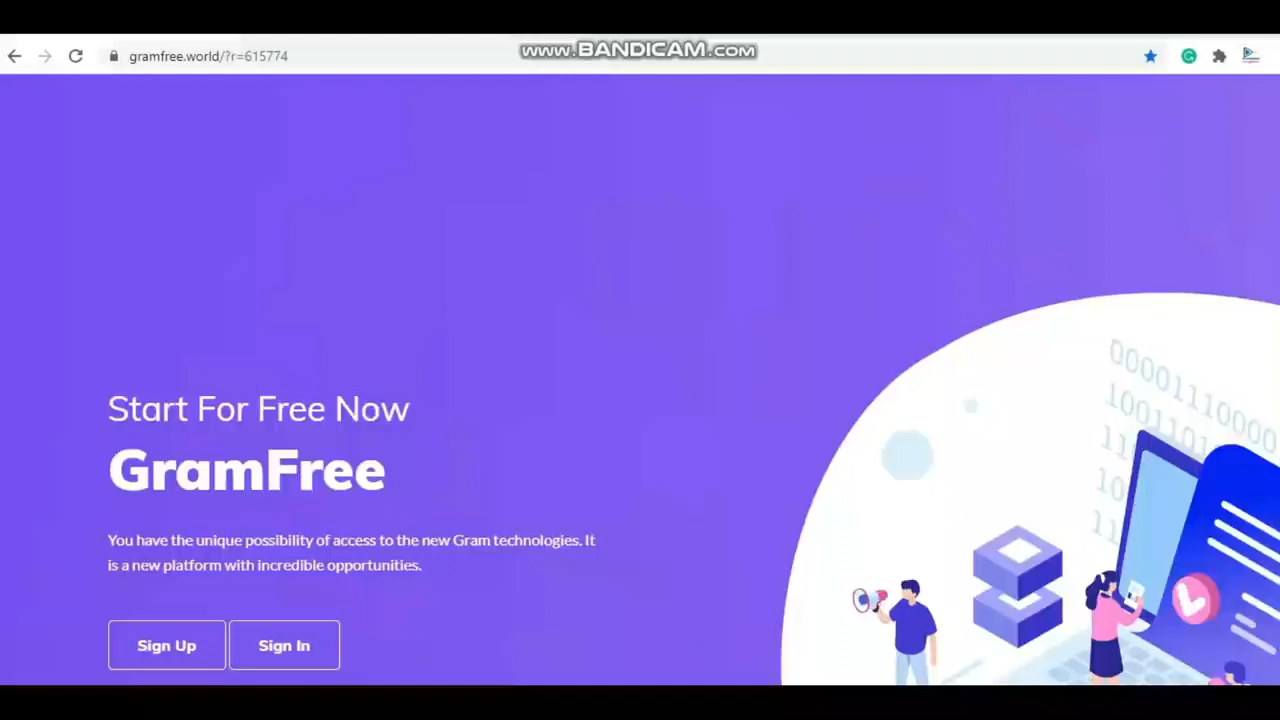 www.BANDICAM.com
gramfree.world/?r=615774
Start For Free Now
GramFree
You have the unique possibility of access to the new Gram technologies. It
is a new platform with incredible opportunities.
Sign Up
Sign In
00001110000